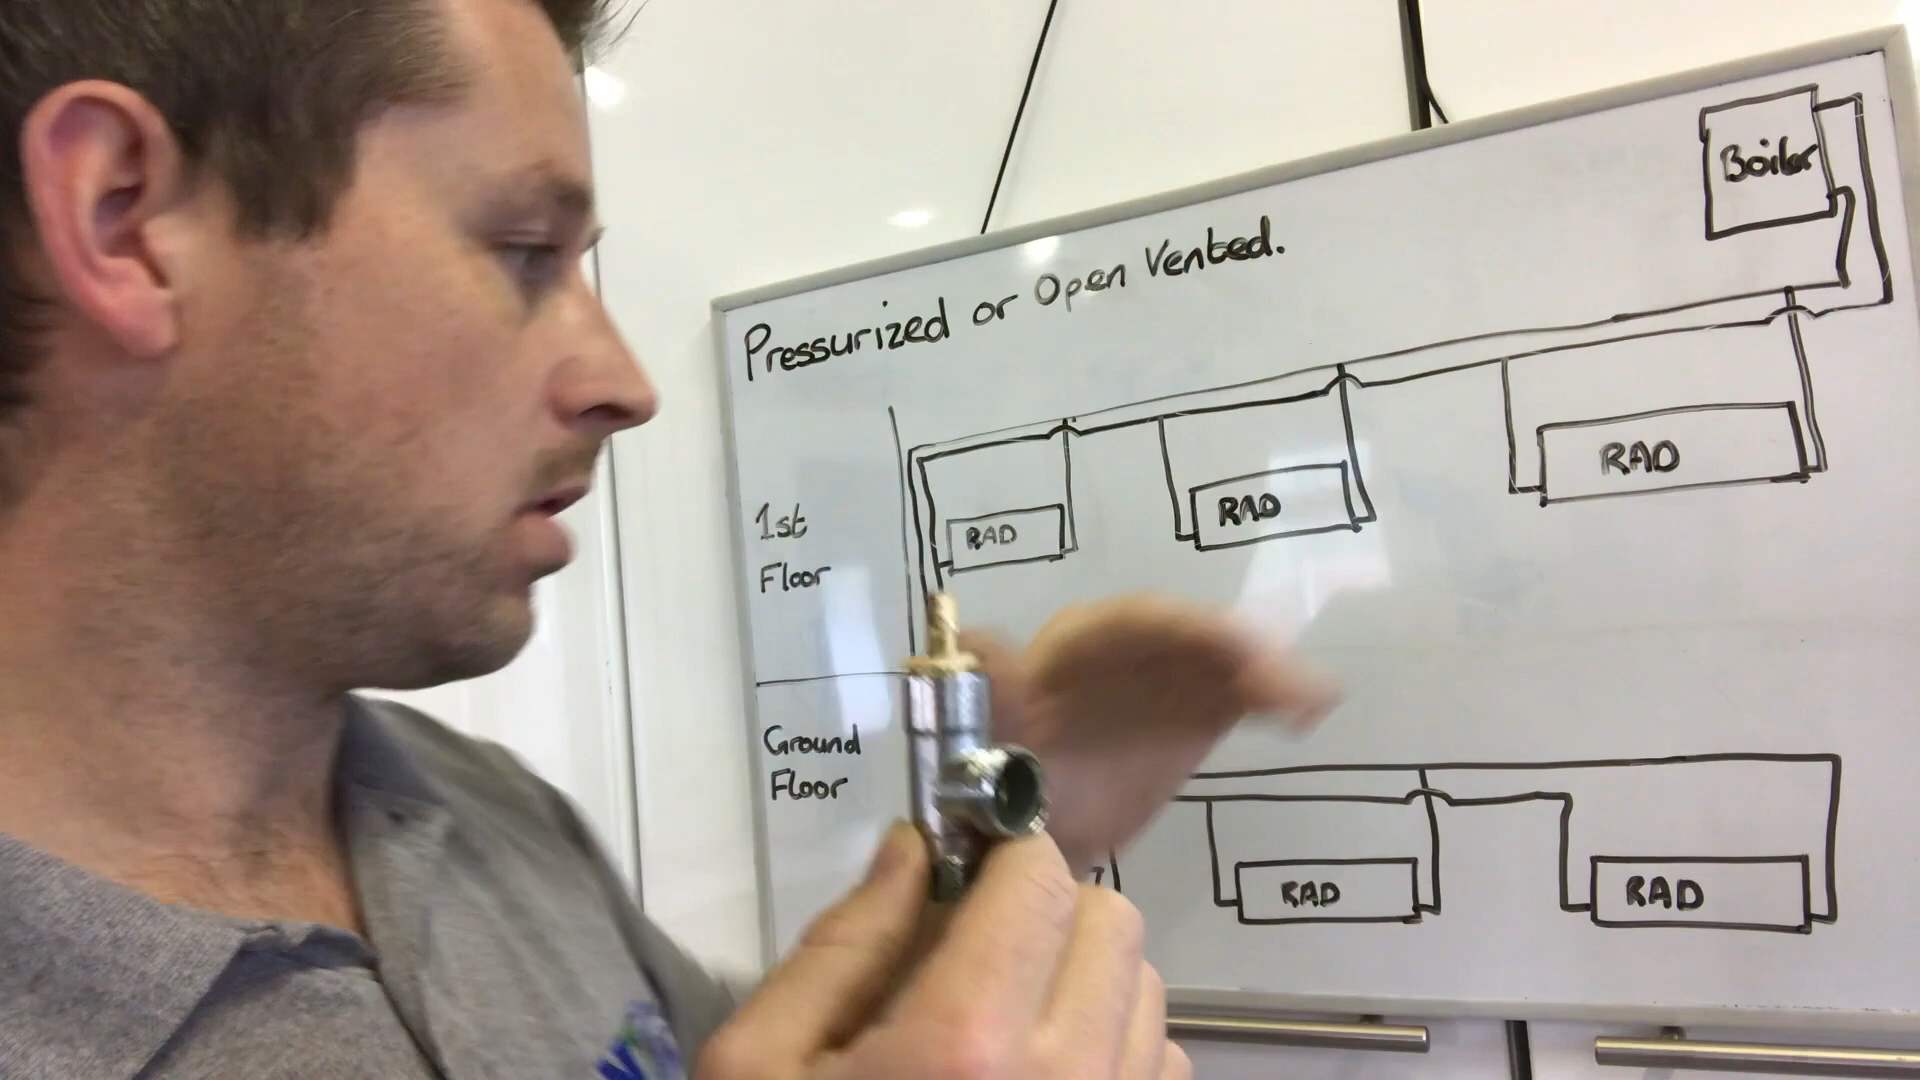 Boiler
Pressurized or Open Vented.
RAD
RAD
RAD
1st
Floor
Ground
Floor
RAD
RAD